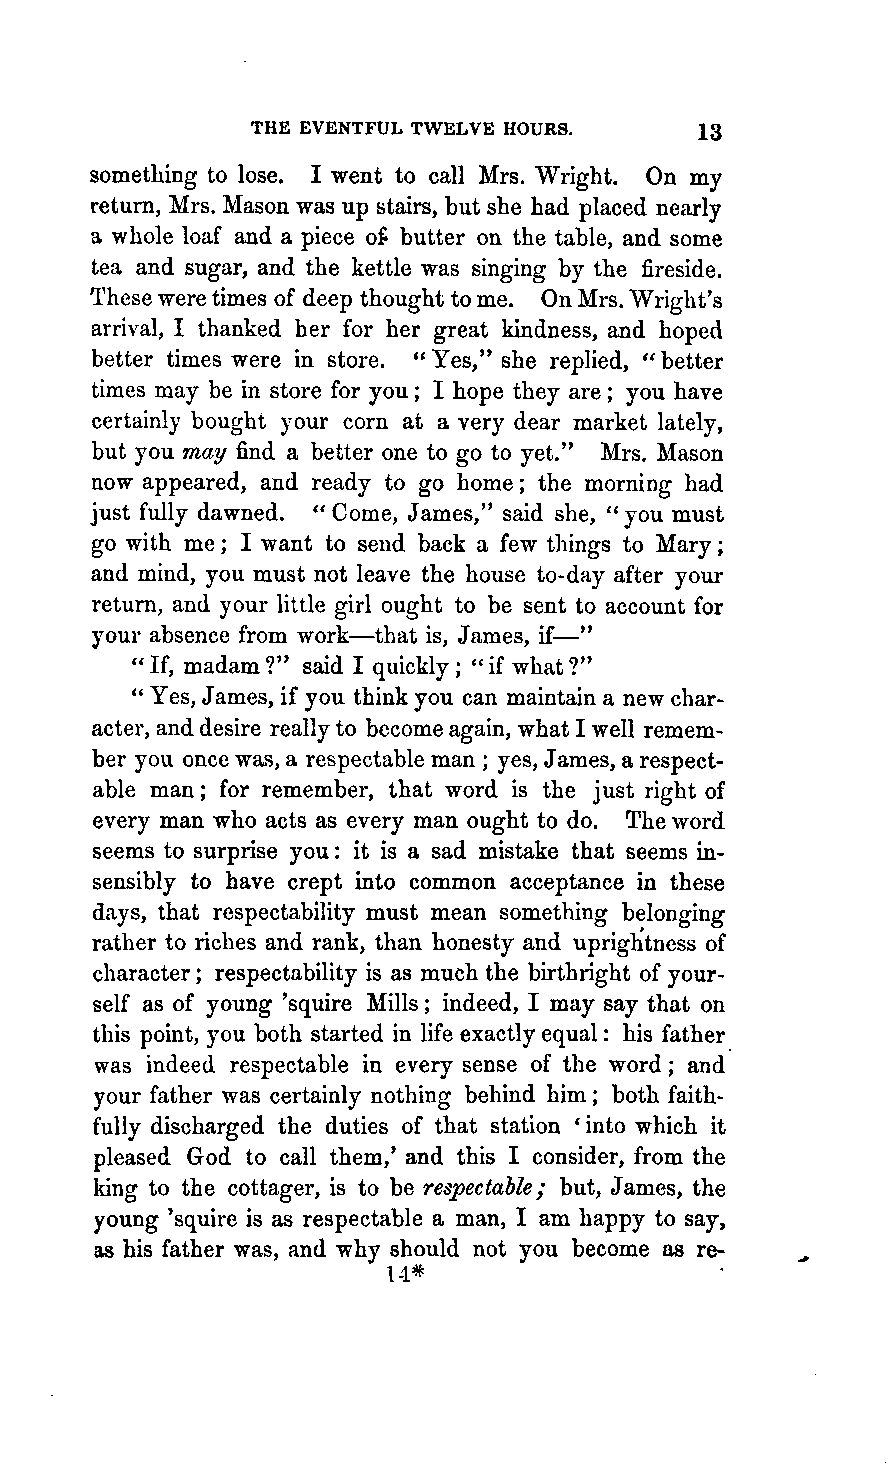 THE EVENTFUL TWELVE HOURS. 13
something to lose. I went to call Mrs. Wright. On my
return, Mrs. Mason was up stairs, but she had placed nearly
a whole loaf and a piece of butter on the table, and some
tea and sugar, and the kettle was singing by the fireside.
These were times of deep thought to me. On Mrs. Wright's
arrival, I thanked her for her great kindness, and hoped
better times were in store. "Yes," she replied, "better
times may be in store for you; I hope they are; you have
certainly bought your corn at a very dear market lately,
but you may find a better one to go to yet." Mrs. Mason
now appeared, and ready to go home; the morning had
just fully dawned. "Come, James," said she, "you must
go with me; I want to send back a few things to Mary;
and mind, you must not leave the house to-day after your
return, and your little girl ought to be sent to account for
your absence from work—that is, James, if—"
"If, madam?" said I quickly; "if what?"
"Yes, James, if you think you can maintain a new char-
acter, and desire really to become again, what I well remem-
ber you once was, a respectable man; yes, James, a respect-
able man; for remember, that word is the just right of
every man who acts as every man ought to do. The word
seems to surprise you: it is a sad mistake that seems in-
sensibly to have crept into common acceptance in these
days, that respectability must mean something belonging
rather to riches and rank, than honesty and uprightness of
character; respectability is as much the birthright of your-
self as of young 'squire Mills; indeed, I may say that on
this point, you both started in life exactly equal: his father
was indeed respectable in every sense of the word; and
your father was certainly nothing behind him; both faith-
fully discharged the duties of that station 'into which it
pleased God to call them,' and this I consider, from the
king to the cottager, is to be respectable; but, James, the
young 'squire is as respectable a man, I am happy to say,
as his father was, and why should not you become as re-
14*